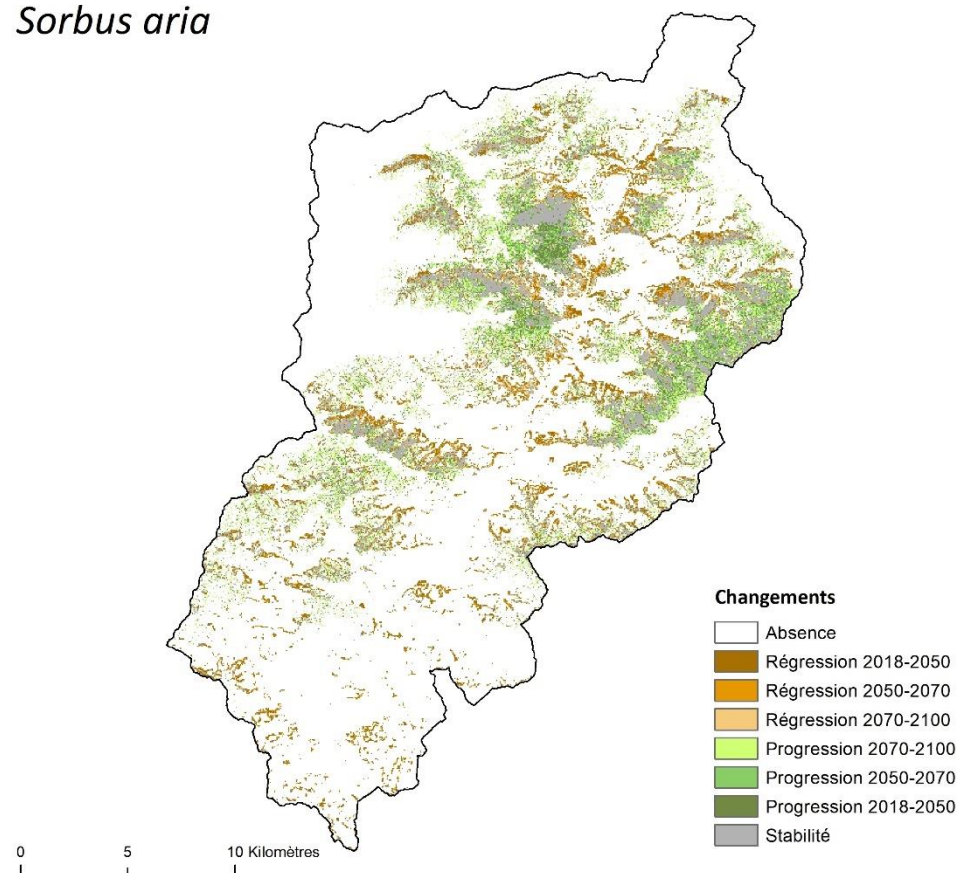 Sorbus aria
Changements
Absence
Régression 2018-2050
Régression 2050-2070
Régression 2070-2100
Progression 2070-2100
Progression 2050-2070
Progression 2018-2050
Stabilité
0 5 10 Kilomètres